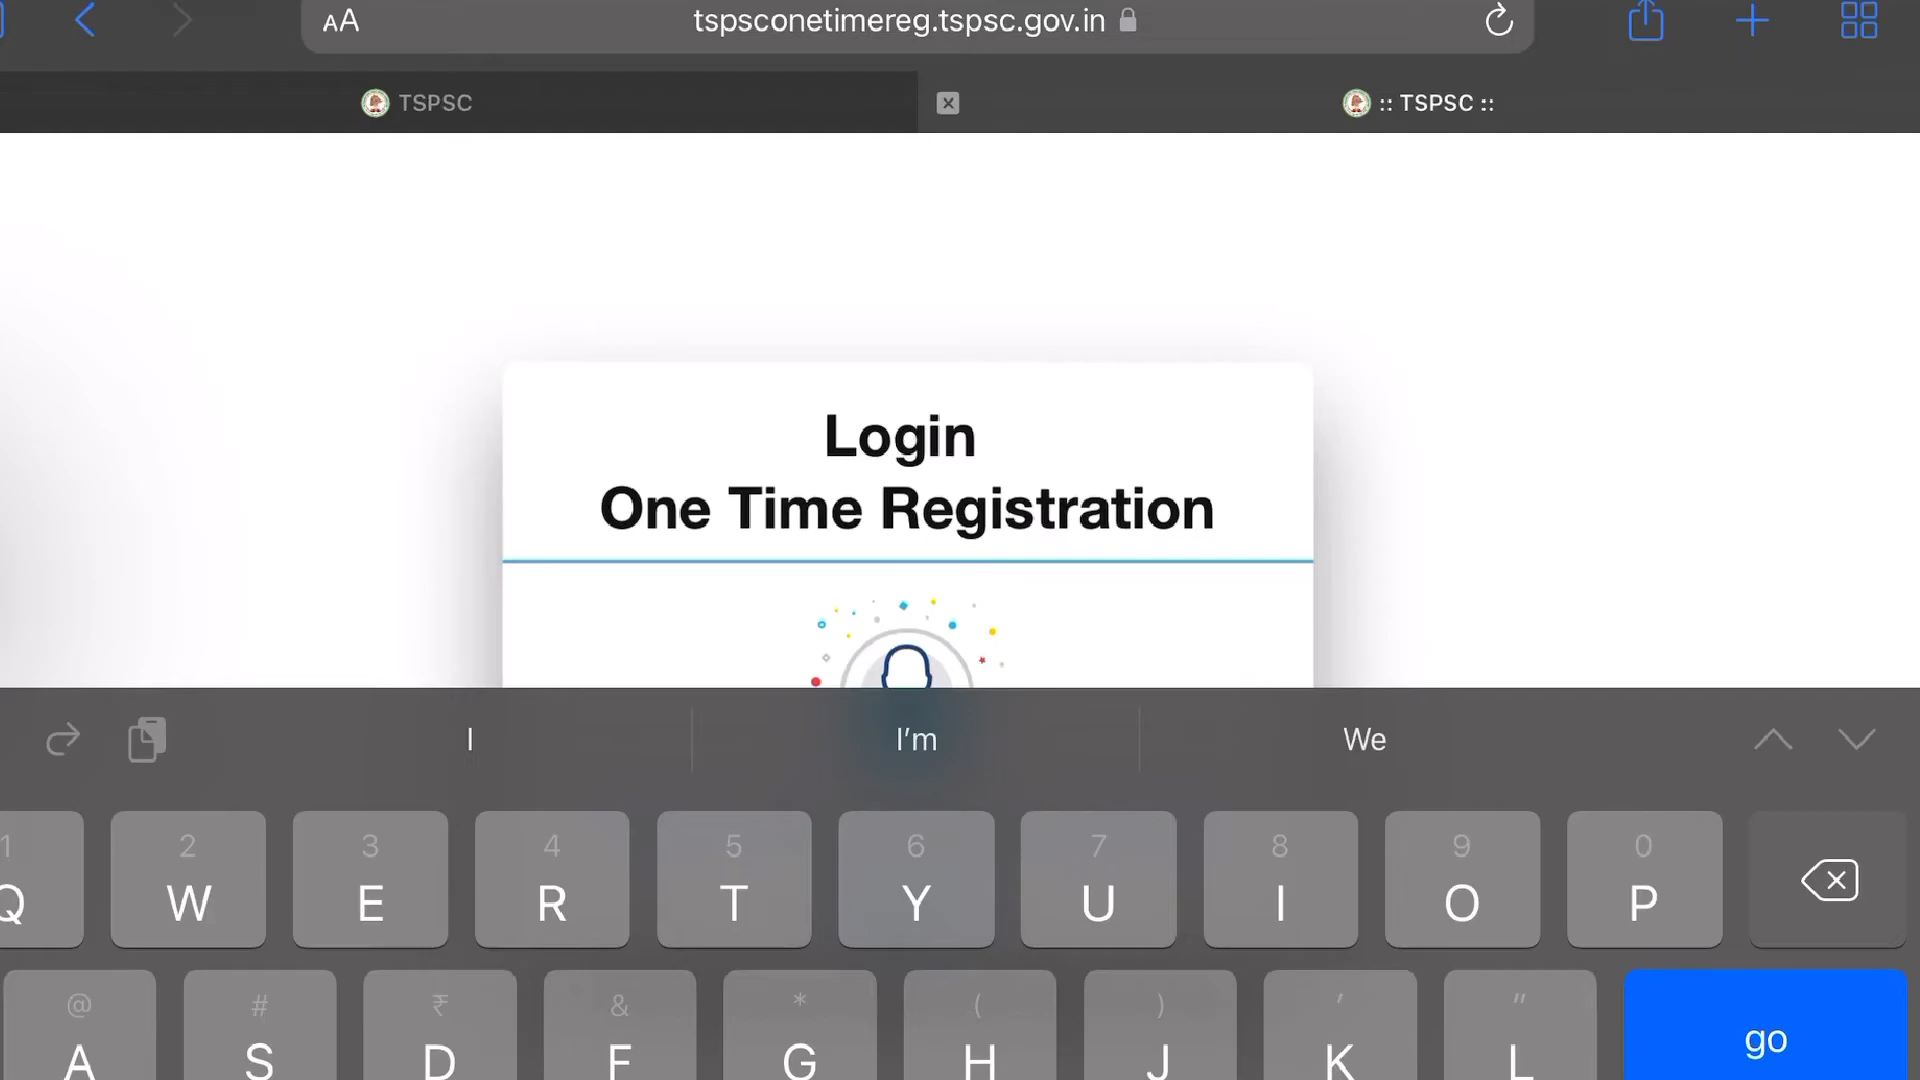 AA tspsconetimereg.tspsc.gov.in
TSPSC :: TSPSC ::
Login
One Time Registration
I I'm We
1 2 3 4 5 6 7 8 9 0
Q W E R T Y U I O P
@ # ₹ & * ( ) ' "
A S D F G H J K L go